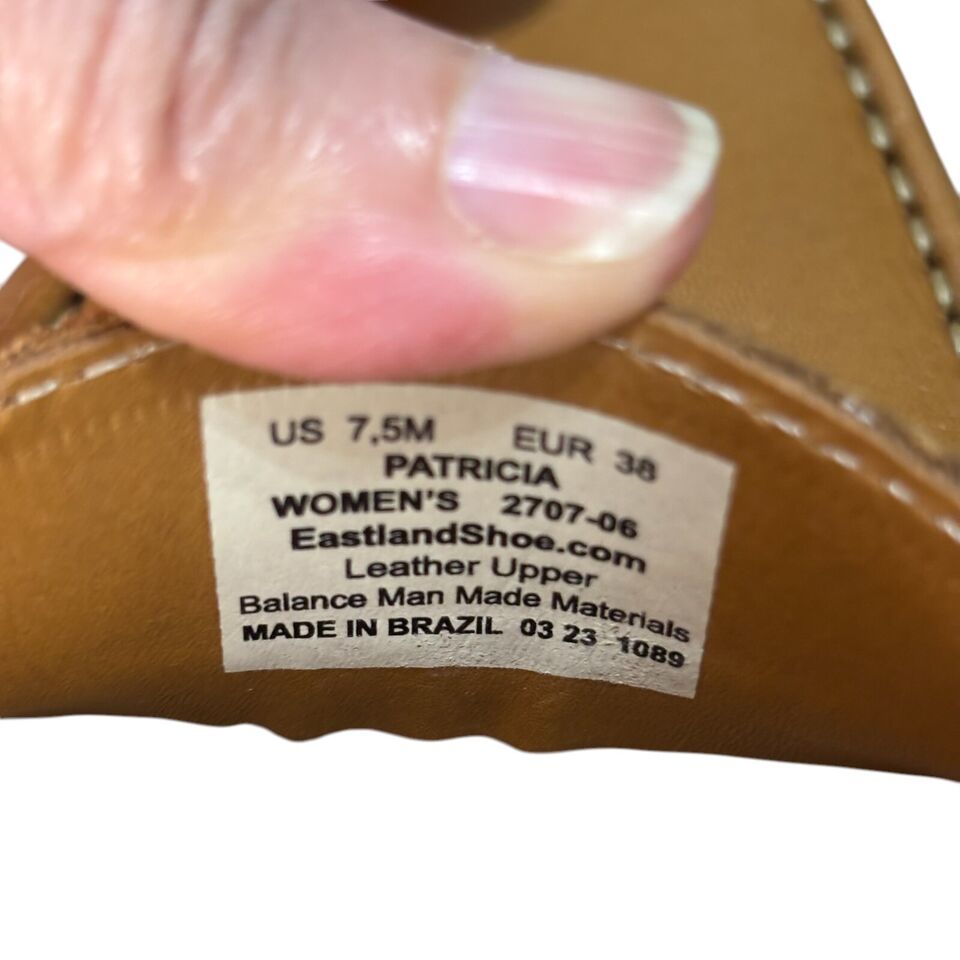 US 7,5M EUR 38
PATRICIA
WOMEN'S 2707-06
EastlandShoe.com
Leather Upper
Balance Man Made Materials
MADE IN BRAZIL 03 23 1089